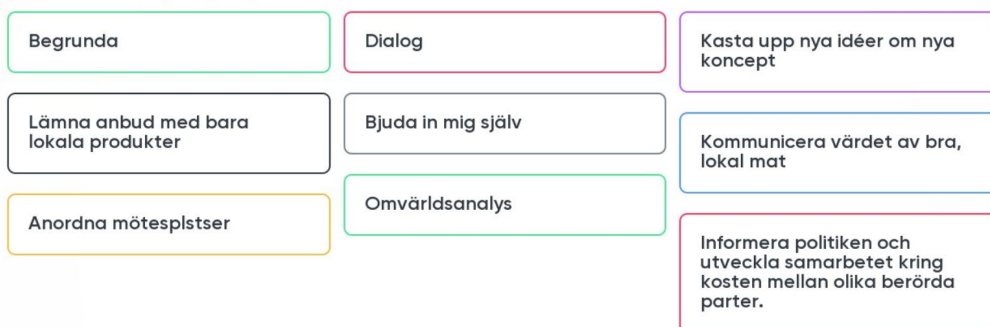 Begrunda
Lämna anbud med bara
lokala produkter
Anordna mötesplstser
Dialog
Bjuda in mig själv
Omvärldsanalys
Kasta upp nya idéer om nya
koncept
Kommunicera värdet av bra,
lokal mat
Informera politiken och
utveckla samarbetet kring
kosten mellan olika berörda
parter.